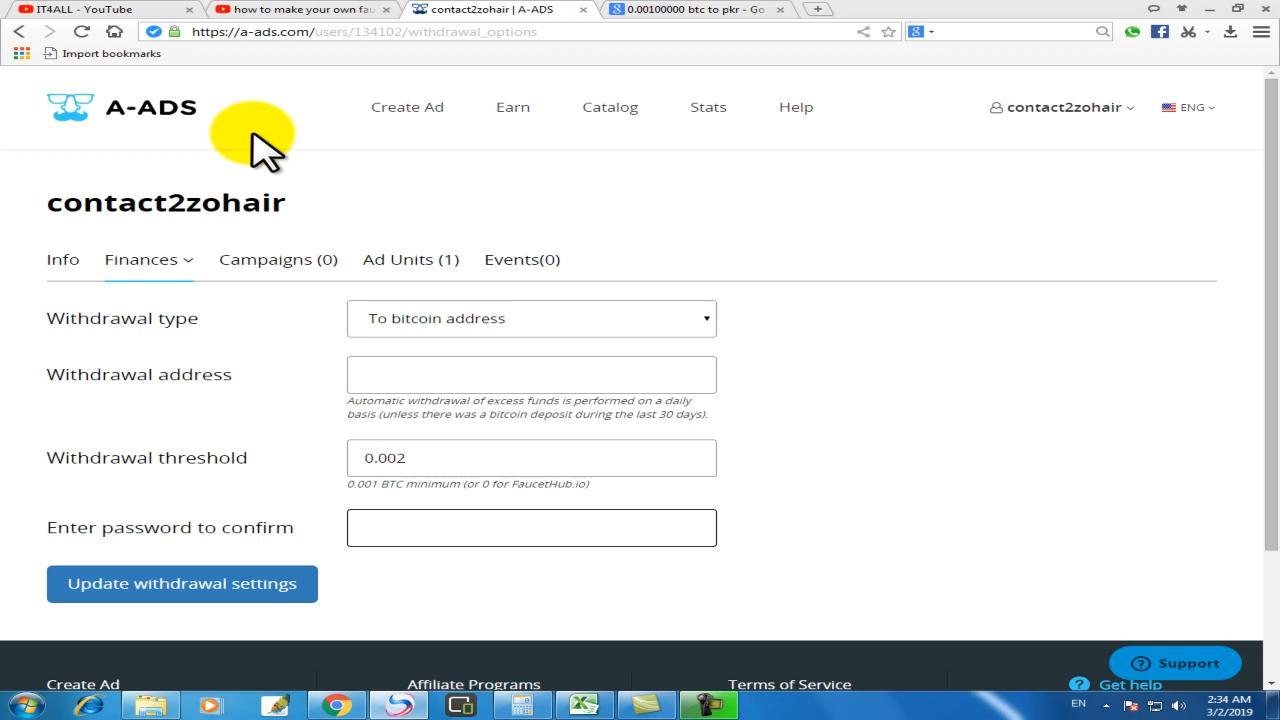 IT4ALL - YouTube
how to make your own fau
contact2zohair | A-ADS
0.00100000 btc to pkr - Go
https://a-ads.com/users/134102/withdrawal_options
Import bookmarks
A-ADS
Create Ad
Earn
Catalog
Stats
Help
contact2zohair
ENG
contact2zohair
Info
Finances
Campaigns (0)
Ad Units (1)
Events(0)
Withdrawal type
To bitcoin address
Withdrawal address
Automatic withdrawal of excess funds is performed on a daily
basis (unless there was a bitcoin deposit during the last 30 days).
Withdrawal threshold
0.002
0.001 BTC minimum (or 0 for FaucetHub.io)
Enter password to confirm
Update withdrawal settings
Support
Create Ad
Affiliate Programs
Terms of Service
Get help
EN
2:34 AM
3/2/2019